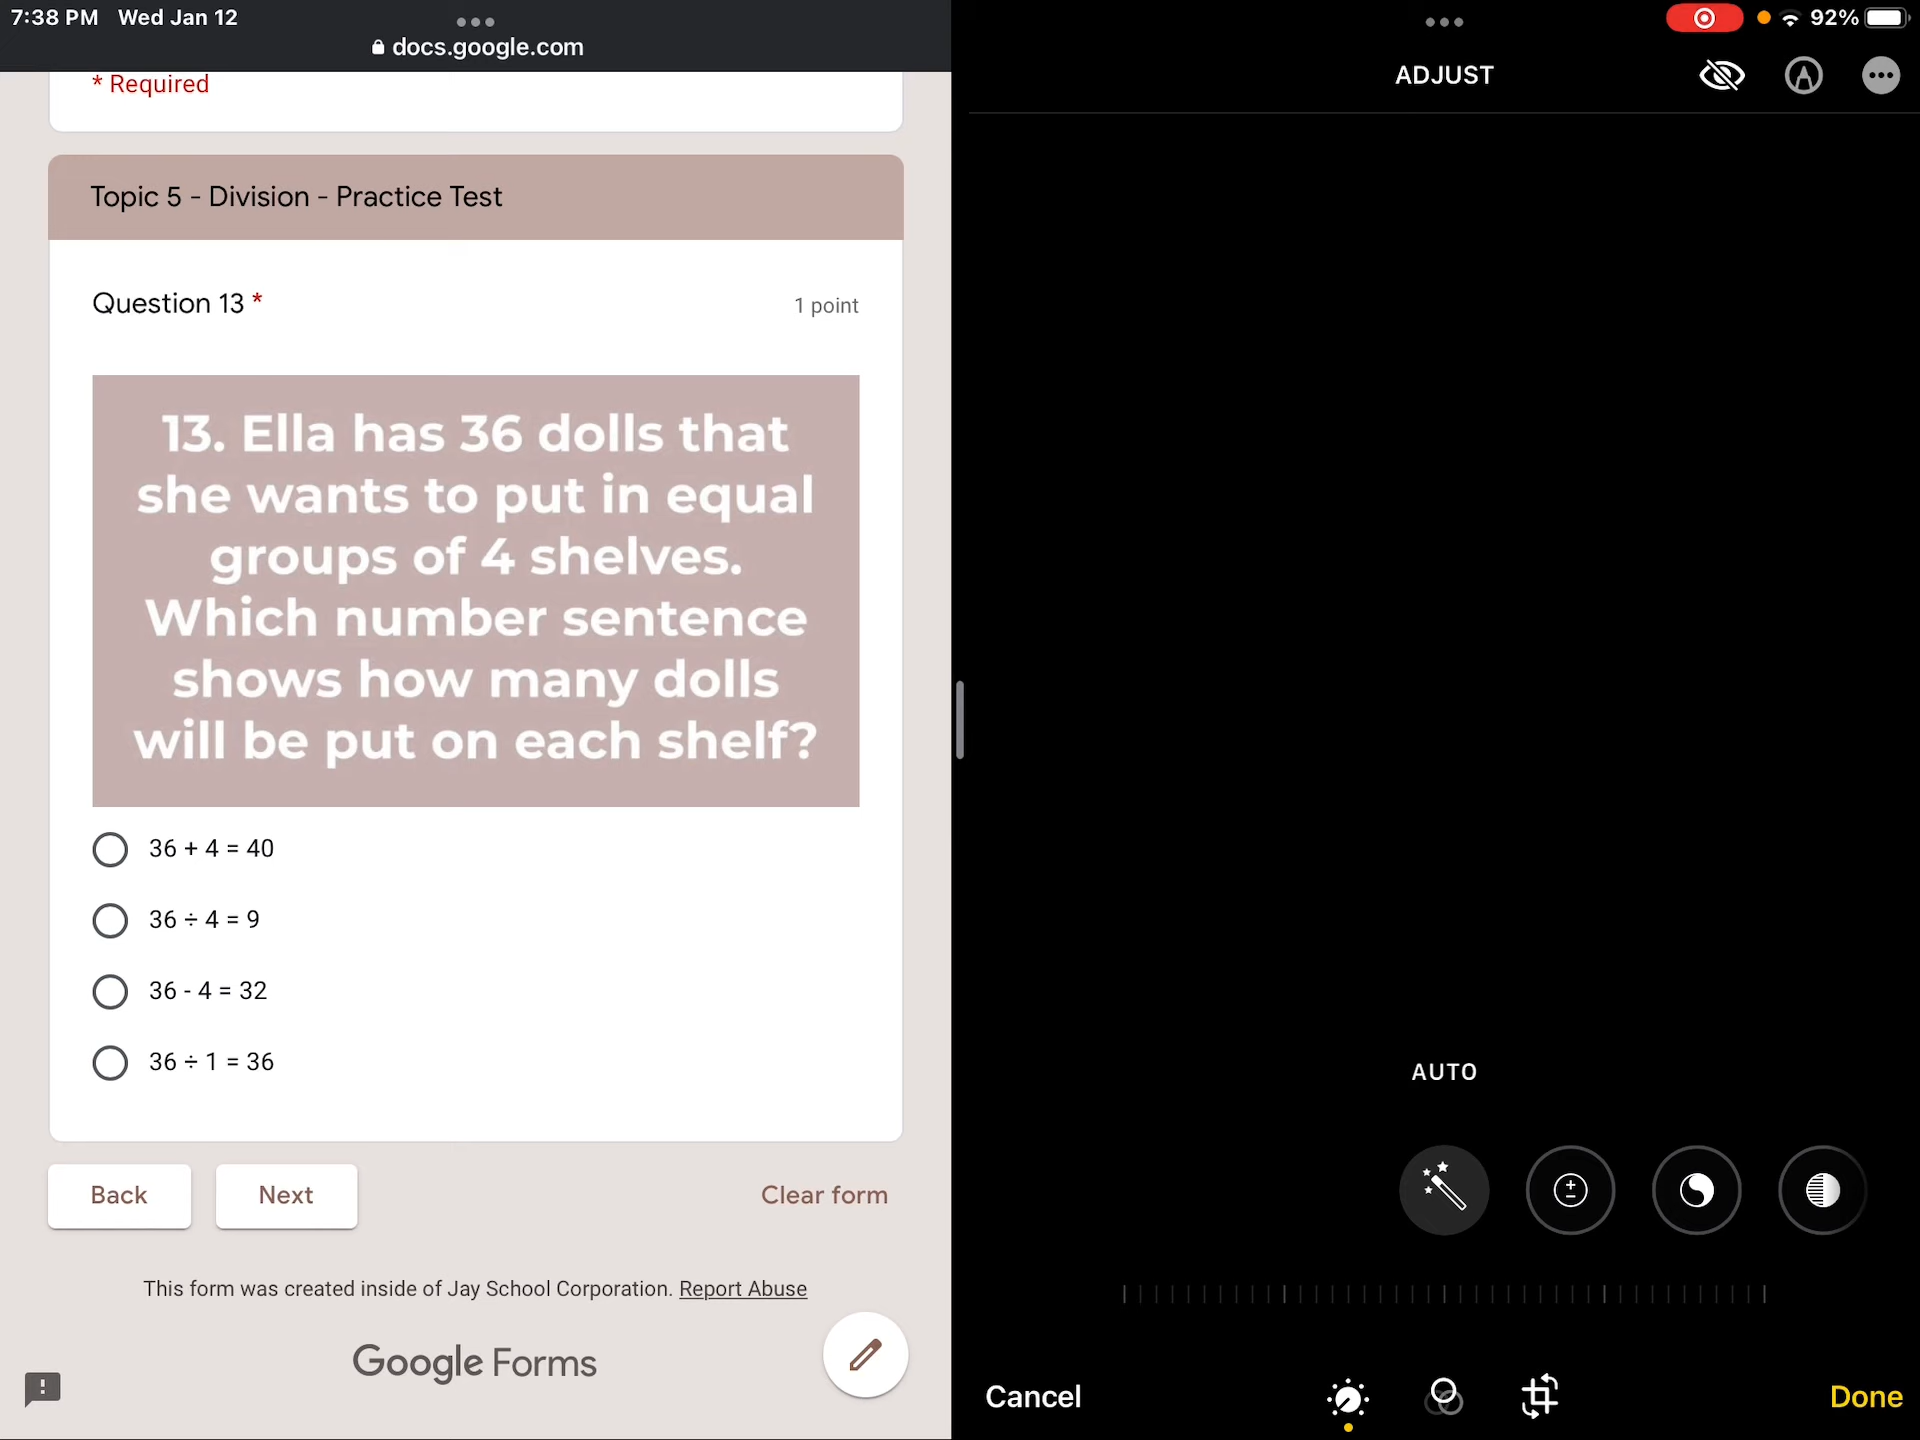 7:38 PM Wed Jan 12
docs.google.com
* Required
Topic 5 - Division - Practice Test
Question 13 *
1 point
13. Ella has 36 dolls that
she wants to put in equal
groups of 4 shelves.
Which number sentence
shows how many dolls
will be put on each shelf?
36 + 4 = 40
36 ÷ 4 = 9
36 - 4 = 32
36 ÷ 1 = 36
Back
Next
Clear form
This form was created inside of Jay School Corporation. Report Abuse
Google Forms
92%
ADJUST
AUTO
Cancel
Done